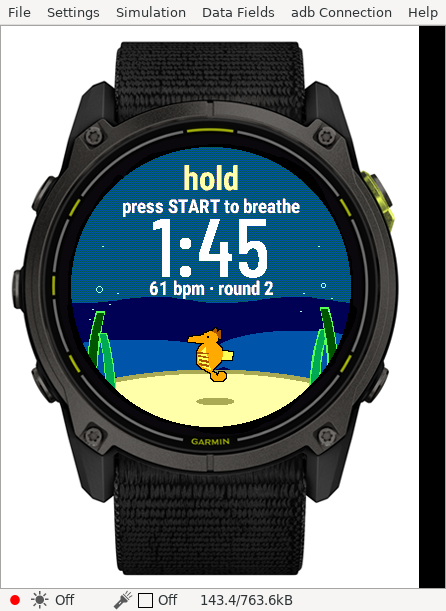 File Settings Simulation Data Fields adb Connection Help
hold
press START to breathe
1:45
61 bpm · round 2
GARMIN
Off Off 143.4/763.6kB